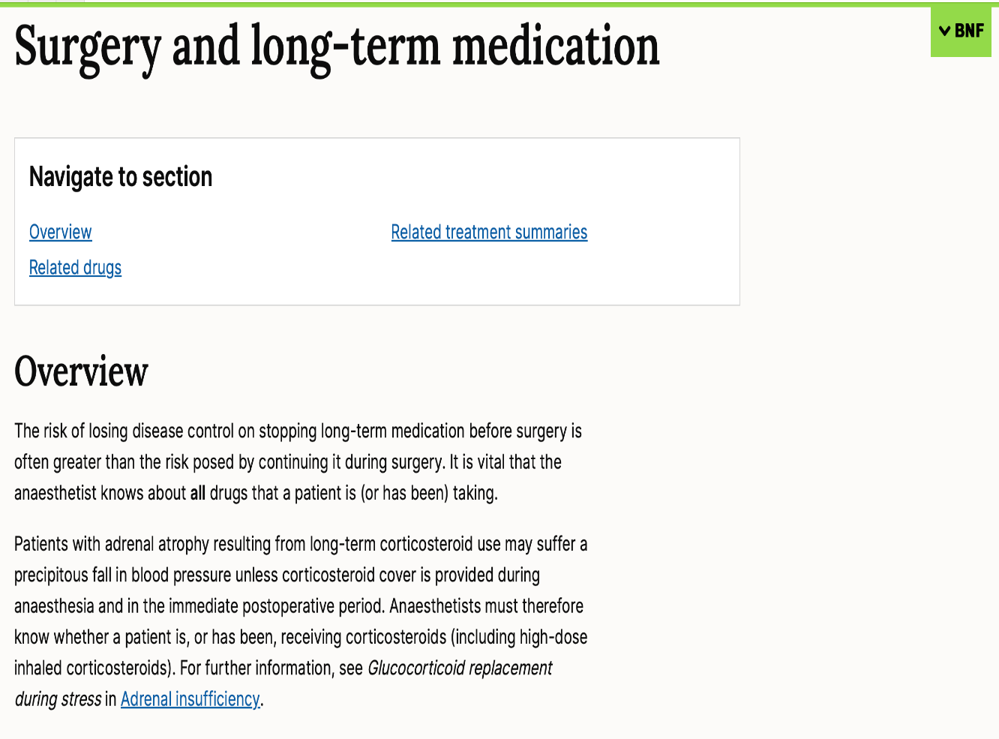 Surgery and long-term medication
BNF
Navigate to section
Overview
Related treatment summaries
Related drugs
Overview
The risk of losing disease control on stopping long-term medication before surgery is
often greater than the risk posed by continuing it during surgery. It is vital that the
anaesthetist knows about all drugs that a patient is (or has been) taking.
Patients with adrenal atrophy resulting from long-term corticosteroid use may suffer a
precipitous fall in blood pressure unless corticosteroid cover is provided during
anaesthesia and in the immediate postoperative period. Anaesthetists must therefore
know whether a patient is, or has been, receiving corticosteroids (including high-dose
inhaled corticosteroids). For further information, see Glucocorticoid replacement
during stress in Adrenal insufficiency.